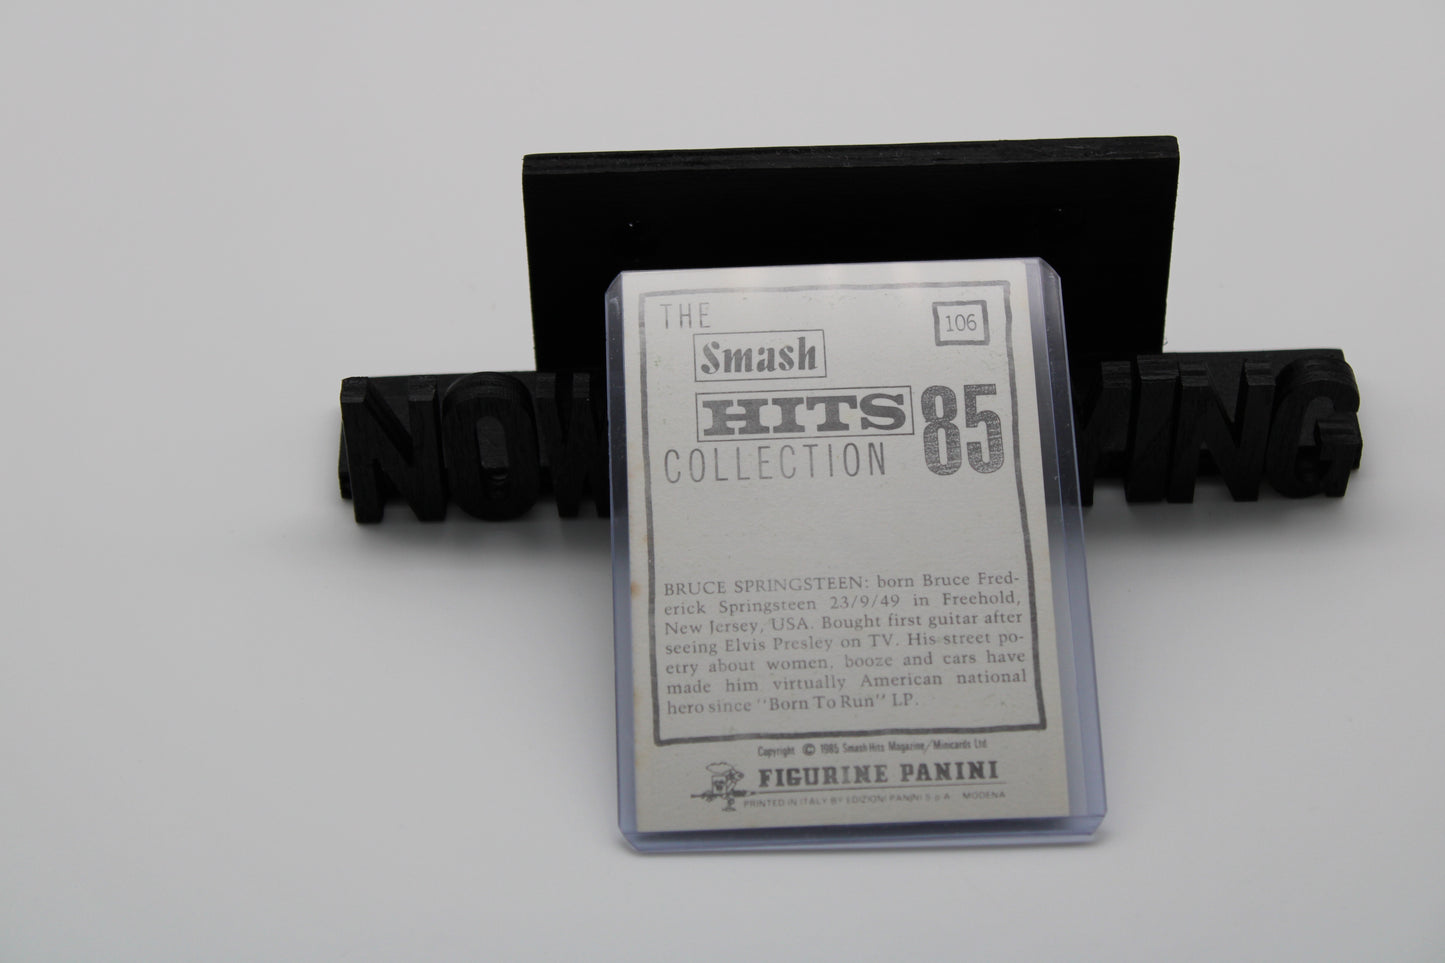 THE
106
Smash
HITS
85
COLLECTION
BRUCE SPRINGSTEEN: born Bruce Fred-
erick Springsteen 23/9/49 in Freehold,
New Jersey, USA. Bought first guitar after
seeing Elvis Presley on TV. His street po-
etry about women, booze and cars have
made him virtually American national
hero since "Born To Run" LP.
Copyright © 1985 Smash Hits Magazine/Minicards Ltd
FIGURINE PANINI
PRINTED IN ITALY BY EDIZIONI PANINI S.p.A. MODENA
NOW
MING